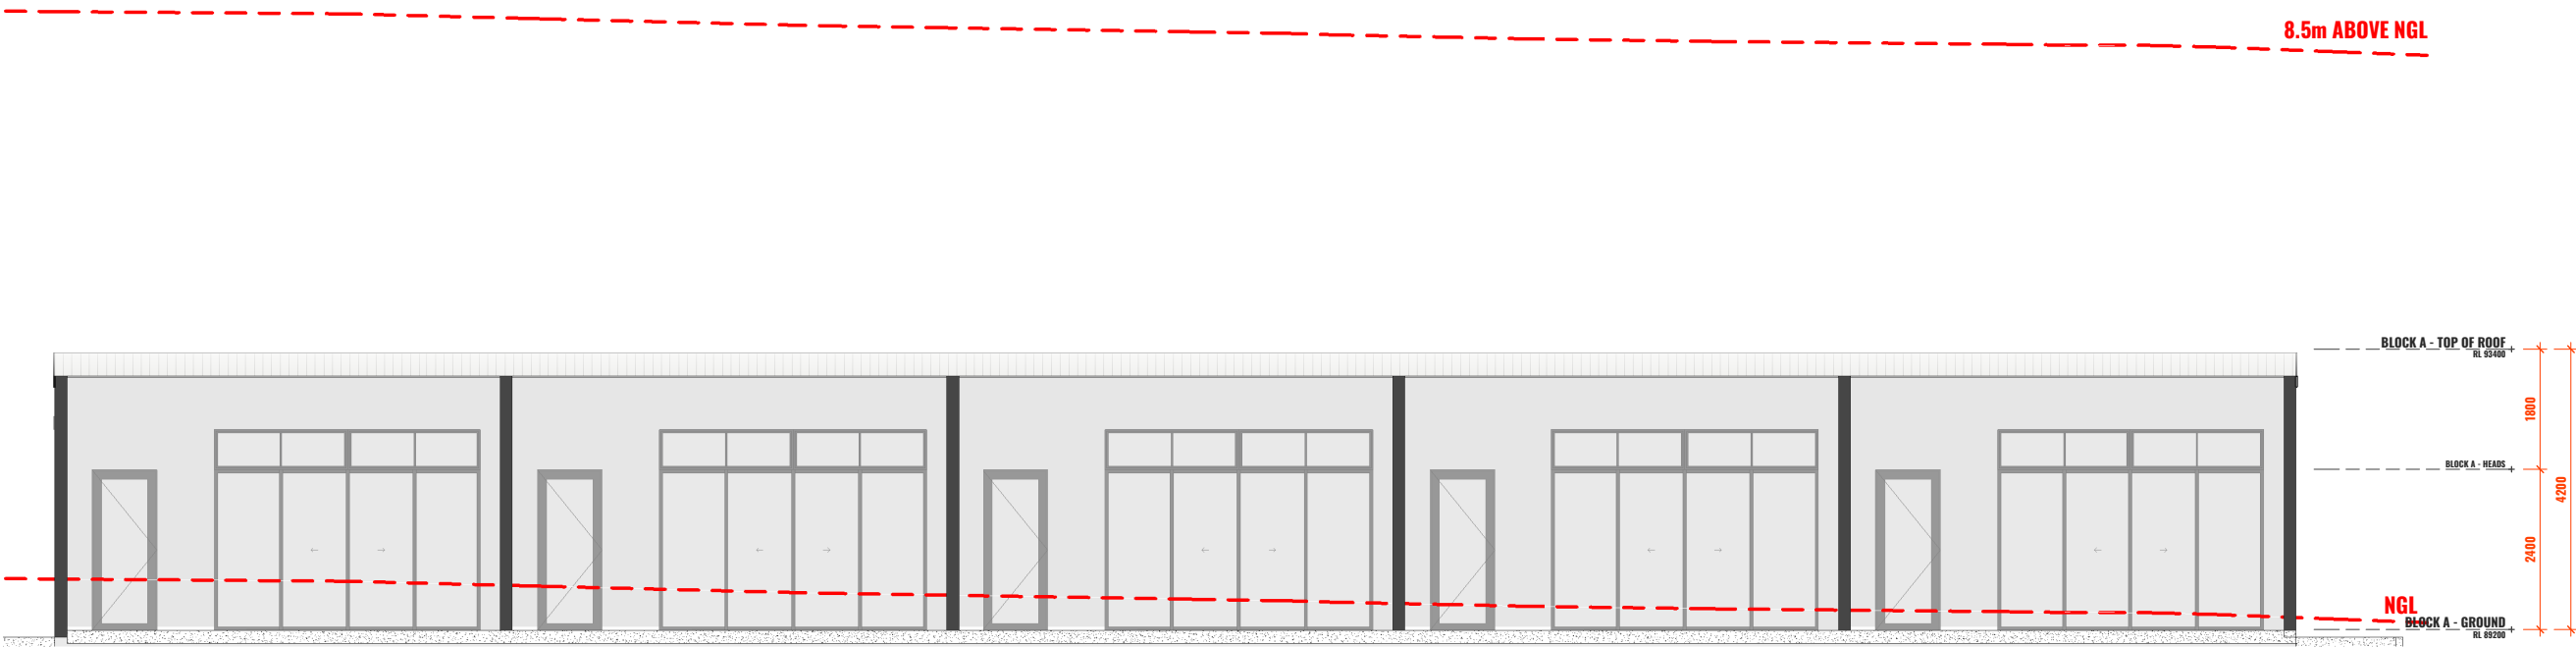 8.5m ABOVE NGL
BLOCK A - TOP OF ROOF
RL 93400
1800
BLOCK A - HEADS
4200
2400
NGL
BLOCK A - GROUND
RL 89200